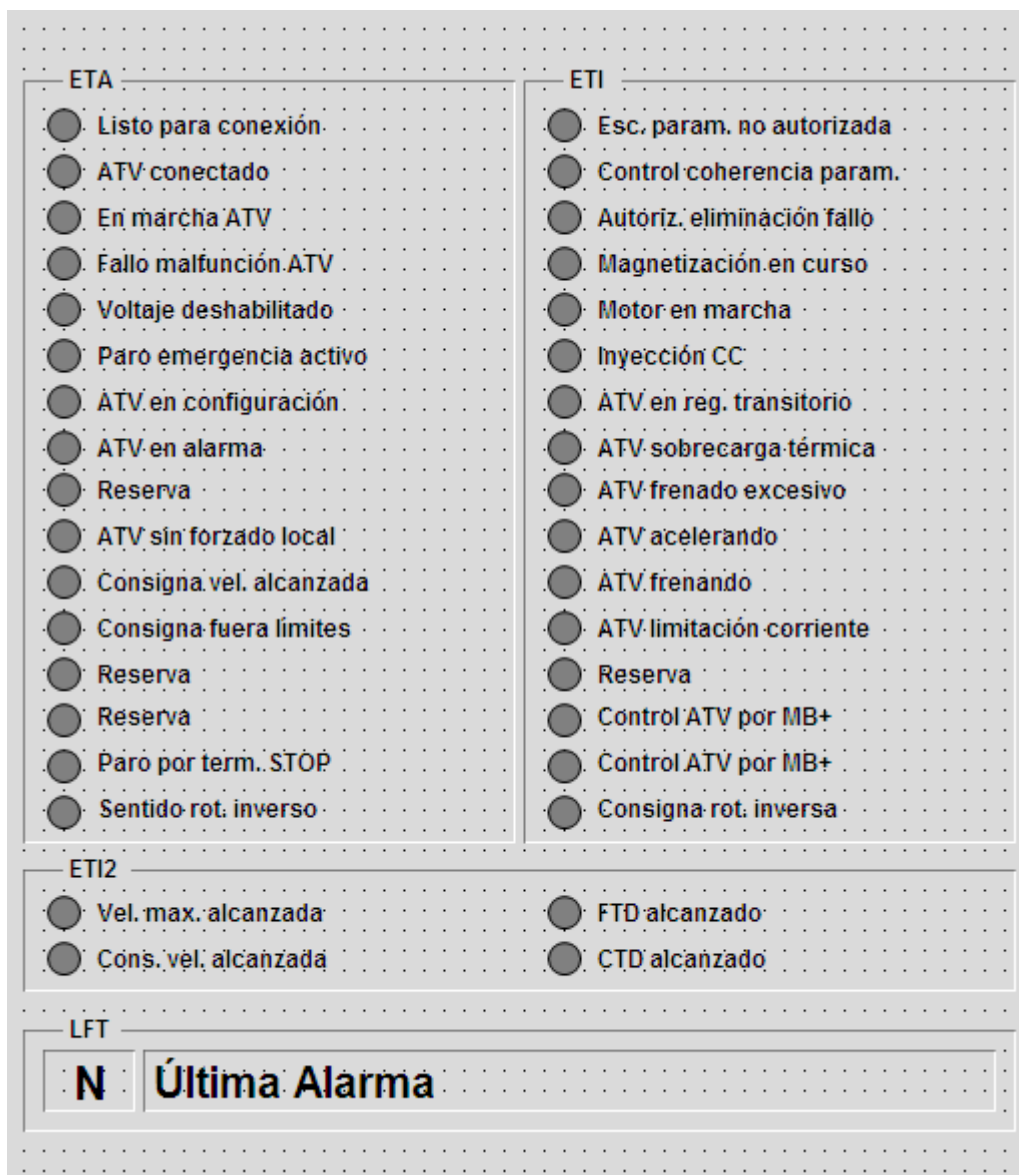 ETA
Listo para conexión
ATV conectado
En marcha ATV
Fallo malfunción ATV
Voltaje deshabilitado
Paro emergencia activo
ATV en configuración
ATV en alarma
Reserva
ATV sin forzado local
Consigna vel. alcanzada
Consigna fuera límites
Reserva
Reserva
Paro por term. STOP
Sentido rot. inverso
ETI
Esc. param. no autorizada
Control coherencia param.
Autoriz. eliminación fallo
Magnetización en curso
Motor en marcha
Inyección CC
ATV en reg. transitorio
ATV sobrecarga térmica
ATV frenado excesivo
ATV acelerando
ATV frenando
ATV limitación corriente
Reserva
Control ATV por MB+
Control ATV por MB+
Consigna rot. inversa
ETI2
Vel. max. alcanzada
Cons. vel. alcanzada
FTD alcanzado
CTD alcanzado
LFT
N
Última Alarma